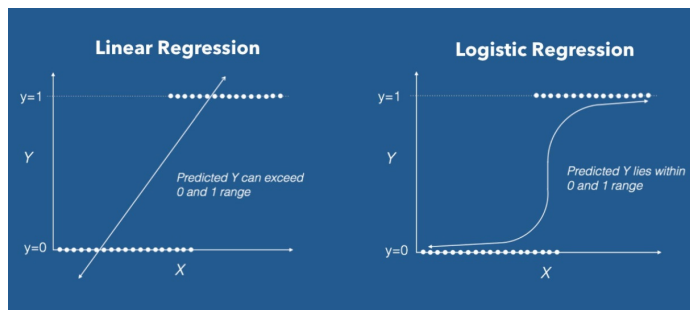 Linear Regression
y=1
Y
Predicted Y can exceed
0 and 1 range
y=0
X
Logistic Regression
y=1
Y
Predicted Y lies within
0 and 1 range
y=0
X